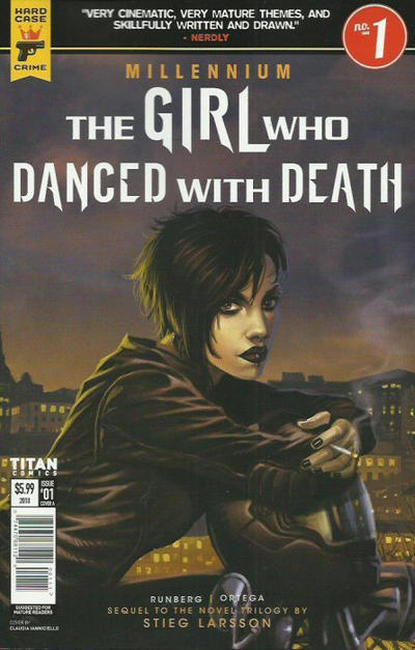 HARD
CASE
CRIME
"VERY CINEMATIC, VERY MATURE THEMES, AND
SKILLFULLY WRITTEN AND DRAWN."
- NERDLY
no.
1
MILLENNIUM
THE GIRL WHO
DANCED WITH DEATH
TITAN
COMICS
$5.99
2018
ISSUE
#01
COVER A
SUGGESTED FOR
MATURE READERS
COVER BY
CLAUDIA IANNICIELLO
RUNBERG | ORTEGA
SEQUEL TO THE NOVEL TRILOGY BY
STIEG LARSSON